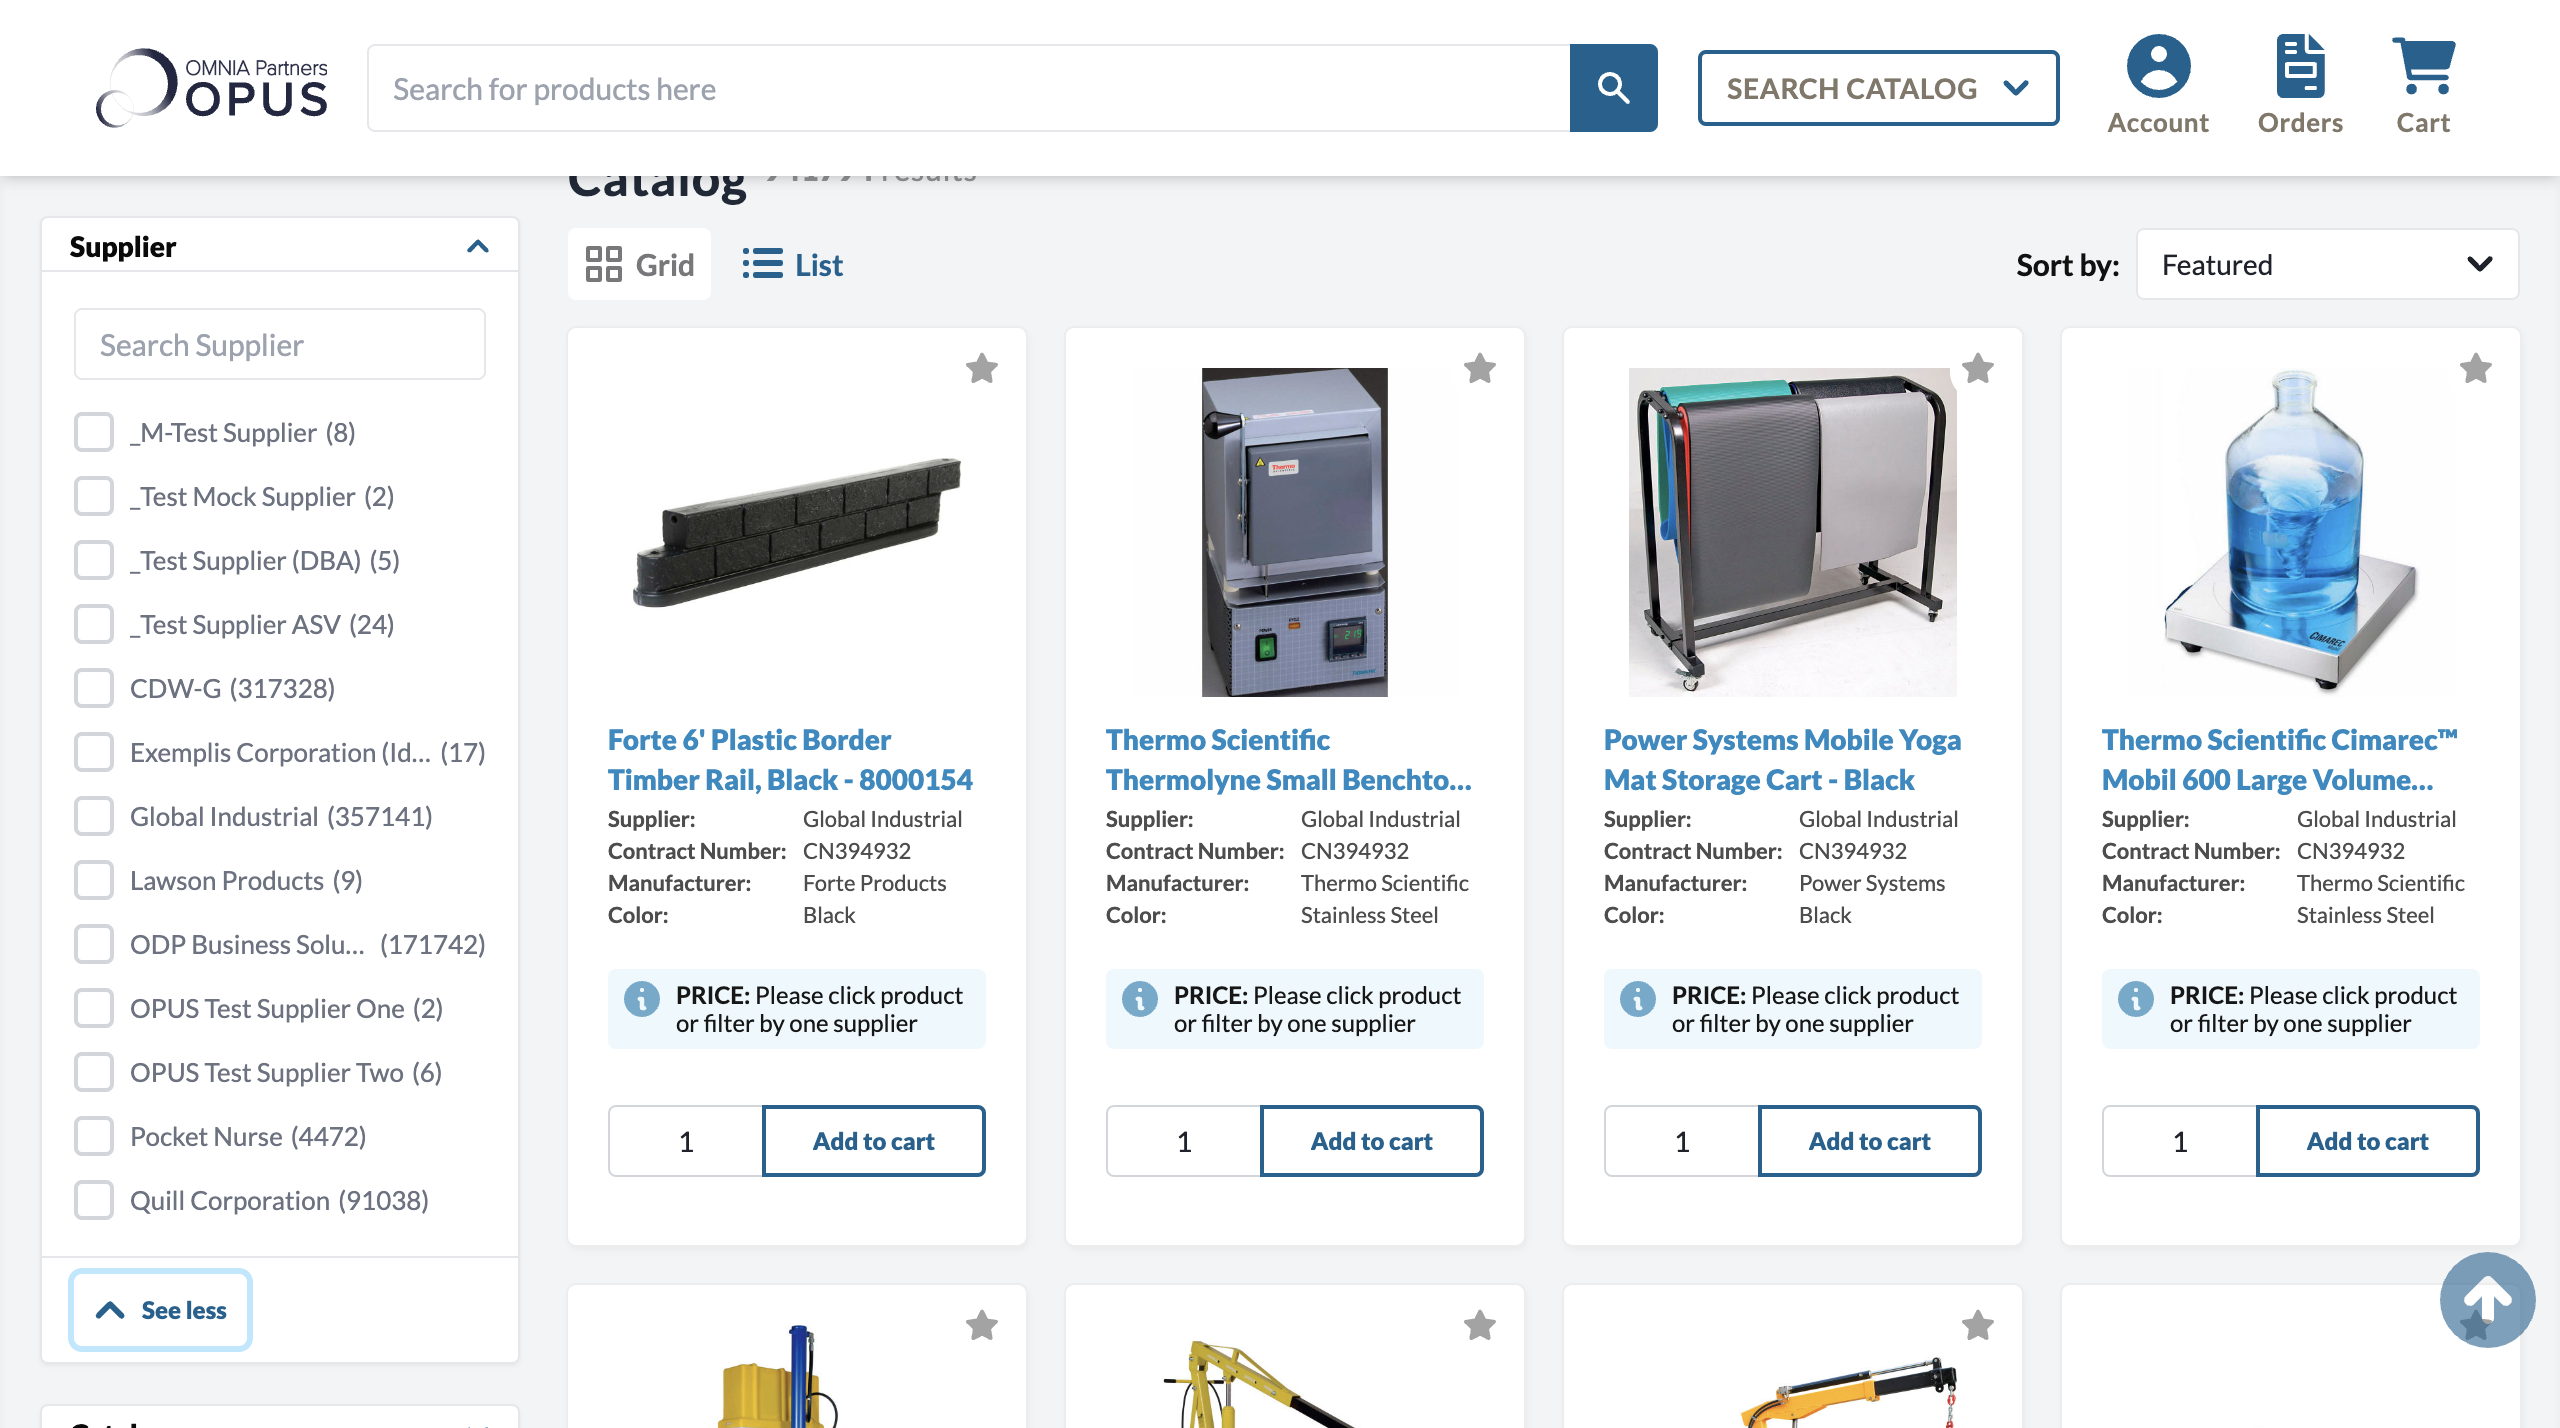 OMNIA Partners
OPUS
Search for products here
SEARCH CATALOG
Account
Orders
Cart
Catalog
results
Supplier
Search Supplier
_M-Test Supplier (8)
_Test Mock Supplier (2)
_Test Supplier (DBA) (5)
_Test Supplier ASV (24)
CDW-G (317328)
Exemplis Corporation (Id... (17)
Global Industrial (357141)
Lawson Products (9)
ODP Business Solu... (171742)
OPUS Test Supplier One (2)
OPUS Test Supplier Two (6)
Pocket Nurse (4472)
Quill Corporation (91038)
See less
Grid
List
Sort by:
Featured
Forte 6' Plastic Border
Timber Rail, Black - 8000154
Supplier: Global Industrial
Contract Number: CN394932
Manufacturer: Forte Products
Color: Black
PRICE: Please click product
or filter by one supplier
1
Add to cart
Thermo Scientific
Thermolyne Small Benchto...
Supplier: Global Industrial
Contract Number: CN394932
Manufacturer: Thermo Scientific
Color: Stainless Steel
PRICE: Please click product
or filter by one supplier
1
Add to cart
Power Systems Mobile Yoga
Mat Storage Cart - Black
Supplier: Global Industrial
Contract Number: CN394932
Manufacturer: Power Systems
Color: Black
PRICE: Please click product
or filter by one supplier
1
Add to cart
CIMAREC
Thermo Scientific Cimarec™
Mobil 600 Large Volume...
Supplier: Global Industrial
Contract Number: CN394932
Manufacturer: Thermo Scientific
Color: Stainless Steel
PRICE: Please click product
or filter by one supplier
1
Add to cart